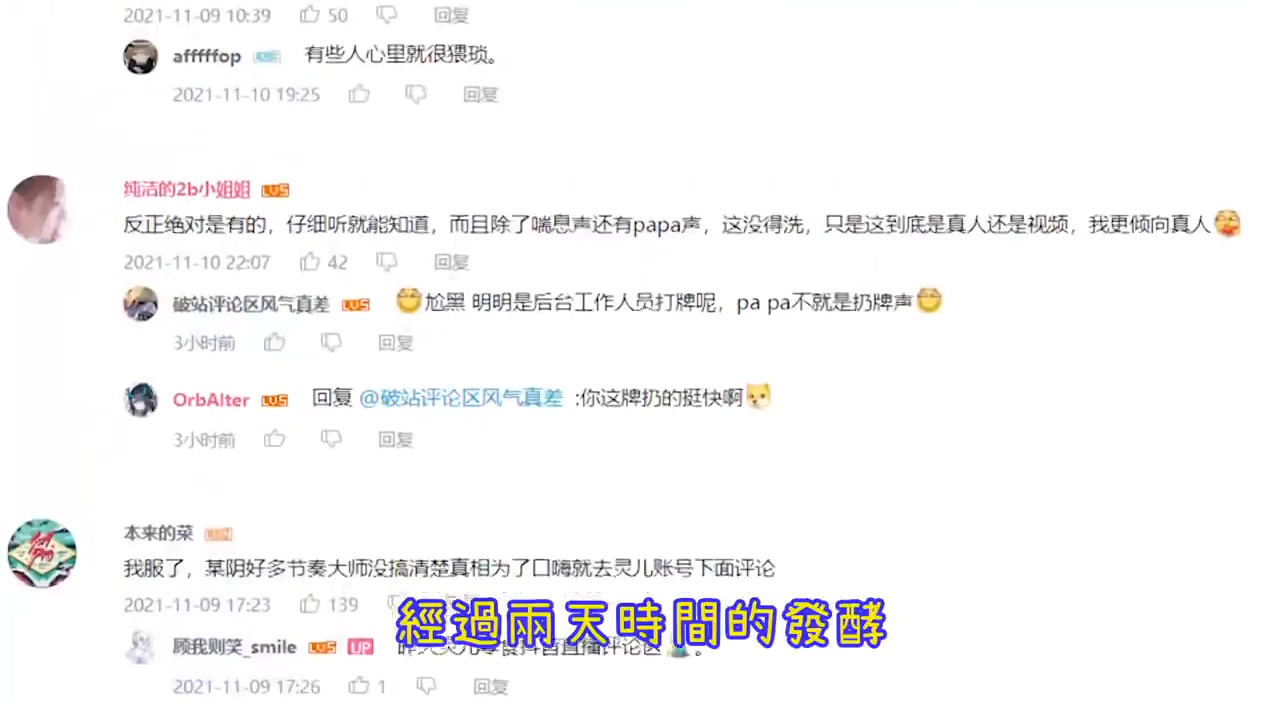 2021-11-09 10:39 50 回复
afffffop 有些人心里就很猥琐。
2021-11-10 19:25 回复
纯洁的2b小姐姐 LV5
反正绝对是有的，仔细听就能知道，而且除了喘息声还有papa声，这没得洗，只是这到底是真人还是视频，我更倾向真人
2021-11-10 22:07 42 回复
破站评论区风气真差 LV5 尬黑 明明是后台工作人员打牌呢，pa pa不就是扔牌声
3小时前 回复
OrbAlter LV5 回复 @破站评论区风气真差 :你这牌扔的挺快啊
3小时前 回复
本来的菜
我服了，某阴好多节奏大师没搞清楚真相为了口嗨就去灵儿账号下面评论
2021-11-09 17:23 139
經過兩天時間的發酵
顾我则笑_smile LV5 UP
2021-11-09 17:26 1 回复